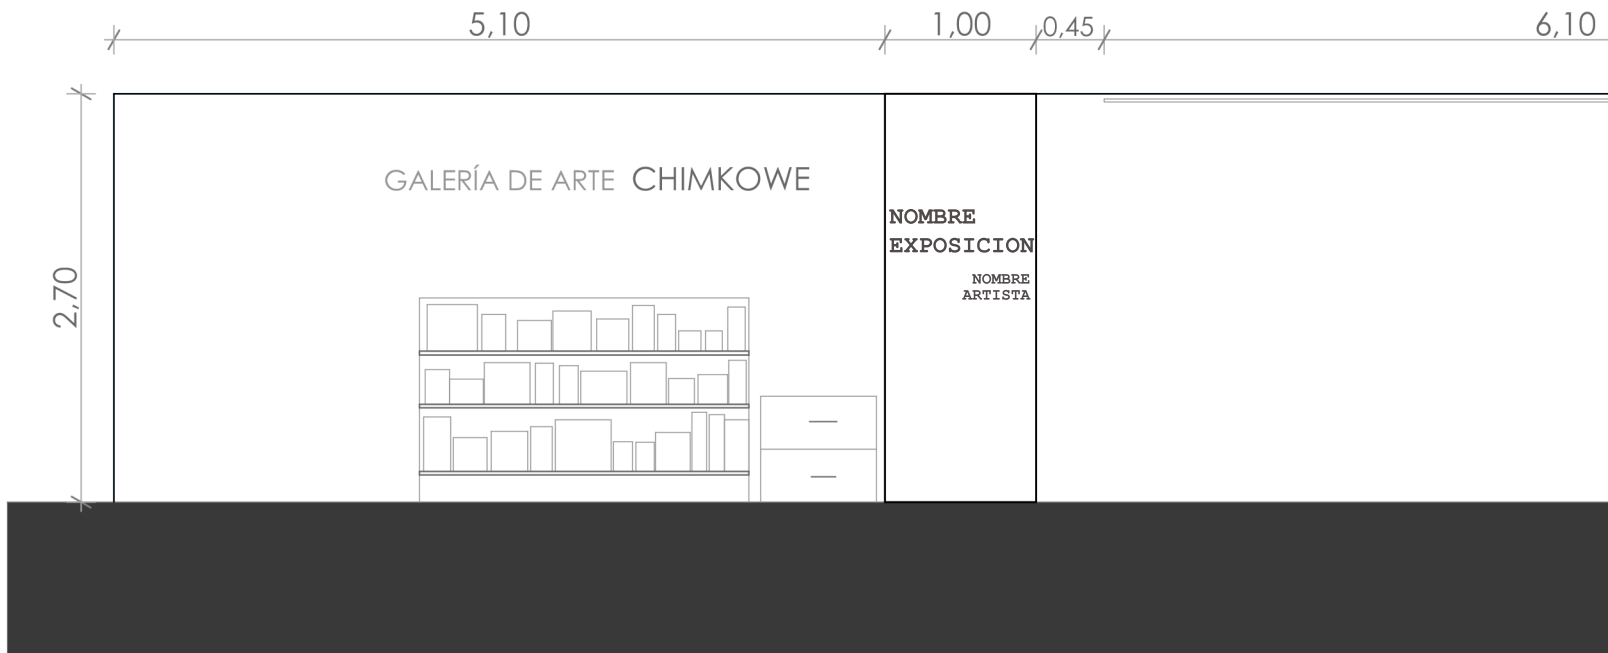 5,10
1,00
0,45
6,10
2,70
GALERÍA DE ARTE CHIMKOWE
NOMBRE
EXPOSICION
NOMBRE
ARTISTA